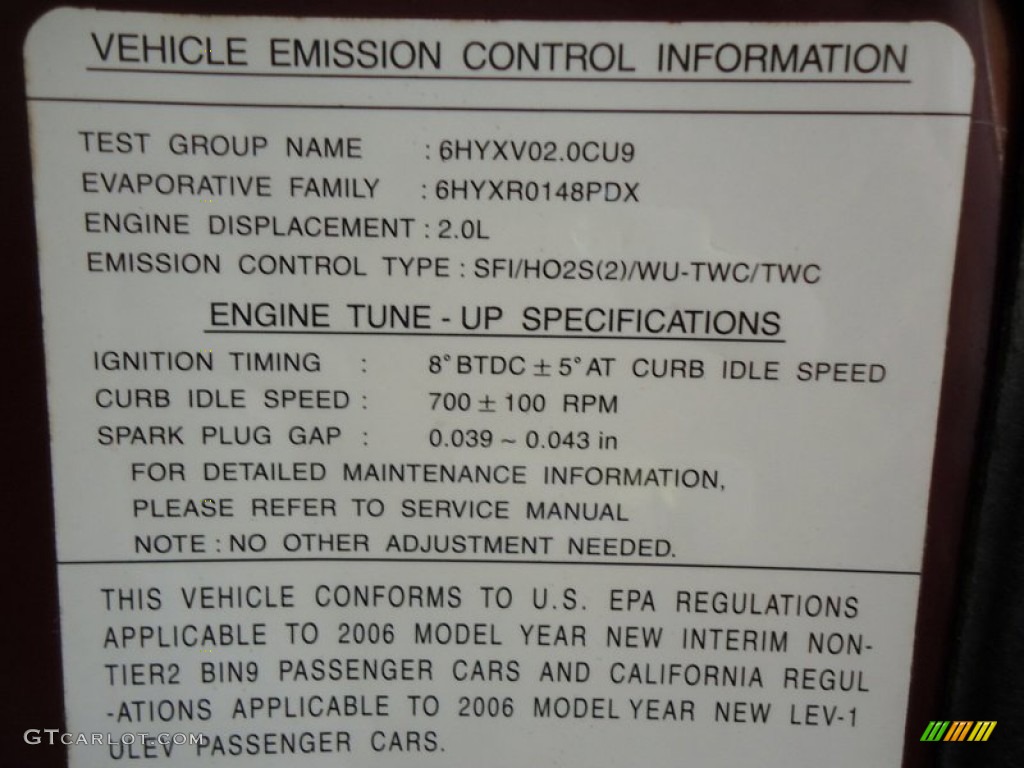 VEHICLE EMISSION CONTROL INFORMATION
TEST GROUP NAME : 6HYXV02.0CU9
EVAPORATIVE FAMILY : 6HYXR0148PDX
ENGINE DISPLACEMENT : 2.0L
EMISSION CONTROL TYPE : SFI/HO2S(2)/WU-TWC/TWC
ENGINE TUNE - UP SPECIFICATIONS
IGNITION TIMING : 8° BTDC ± 5° AT CURB IDLE SPEED
CURB IDLE SPEED : 700 ± 100 RPM
SPARK PLUG GAP : 0.039 ~ 0.043 in
FOR DETAILED MAINTENANCE INFORMATION,
PLEASE REFER TO SERVICE MANUAL
NOTE : NO OTHER ADJUSTMENT NEEDED.
THIS VEHICLE CONFORMS TO U.S. EPA REGULATIONS
APPLICABLE TO 2006 MODEL YEAR NEW INTERIM NON-
TIER2 BIN9 PASSENGER CARS AND CALIFORNIA REGUL
-ATIONS APPLICABLE TO 2006 MODEL YEAR NEW LEV-1
ULEV PASSENGER CARS.
GTCARLOT.COM